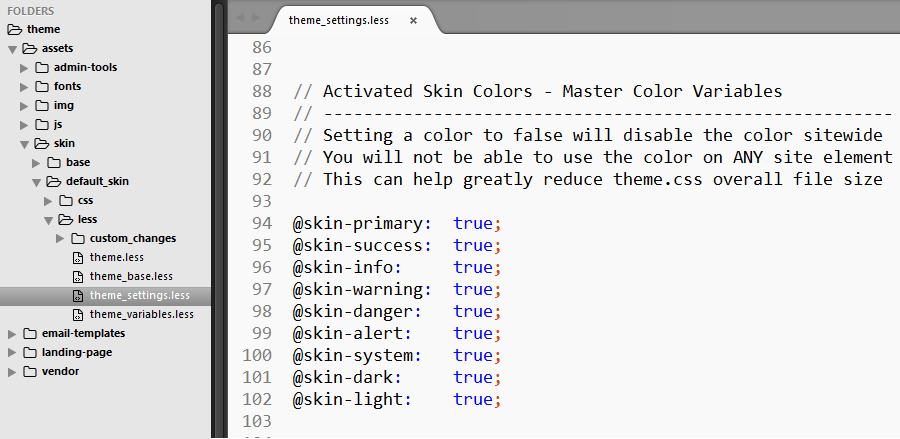 FOLDERS
theme
assets
admin-tools
fonts
img
js
skin
base
default_skin
css
less
custom_changes
theme.less
theme_base.less
theme_settings.less
theme_variables.less
email-templates
landing-page
vendor
theme_settings.less ×
86
87
88 // Activated Skin Colors - Master Color Variables
89 // --------------------------------------------------------
90 // Setting a color to false will disable the color sitewide
91 // You will not be able to use the color on ANY site element
92 // This can help greatly reduce theme.css overall file size
93
94 @skin-primary: true;
95 @skin-success: true;
96 @skin-info: true;
97 @skin-warning: true;
98 @skin-danger: true;
99 @skin-alert: true;
100 @skin-system: true;
101 @skin-dark: true;
102 @skin-light: true;
103